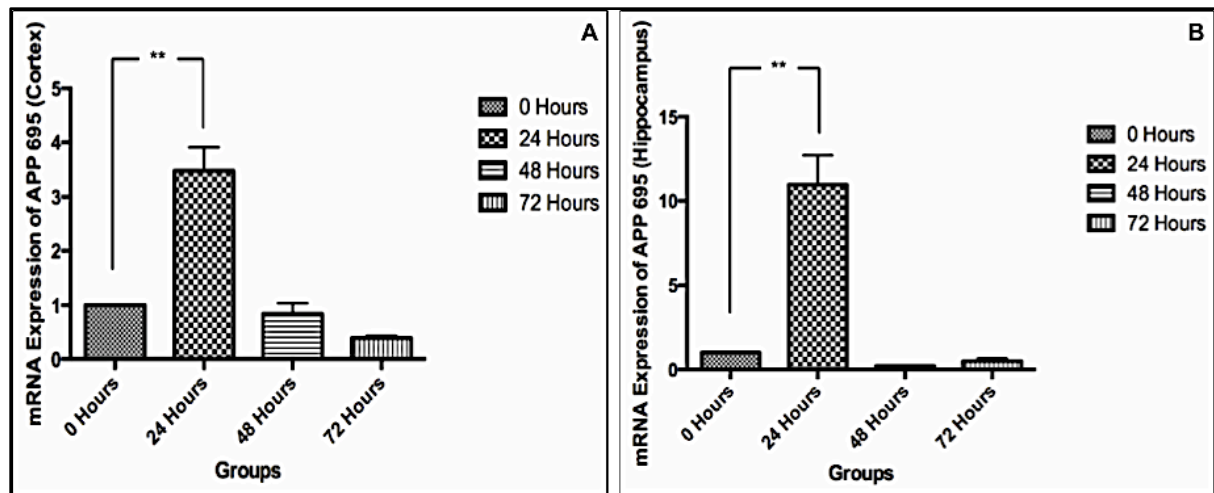 A
**
mRNA Expression of APP 695 (Cortex)
5
4
3
2
1
0
0 Hours
24 Hours
48 Hours
72 Hours
Groups
0 Hours
24 Hours
48 Hours
72 Hours
B
**
mRNA Expression of APP 695 (Hippocampus)
15
10
5
0
0 Hours
24 Hours
48 Hours
72 Hours
Groups
0 Hours
24 Hours
48 Hours
72 Hours